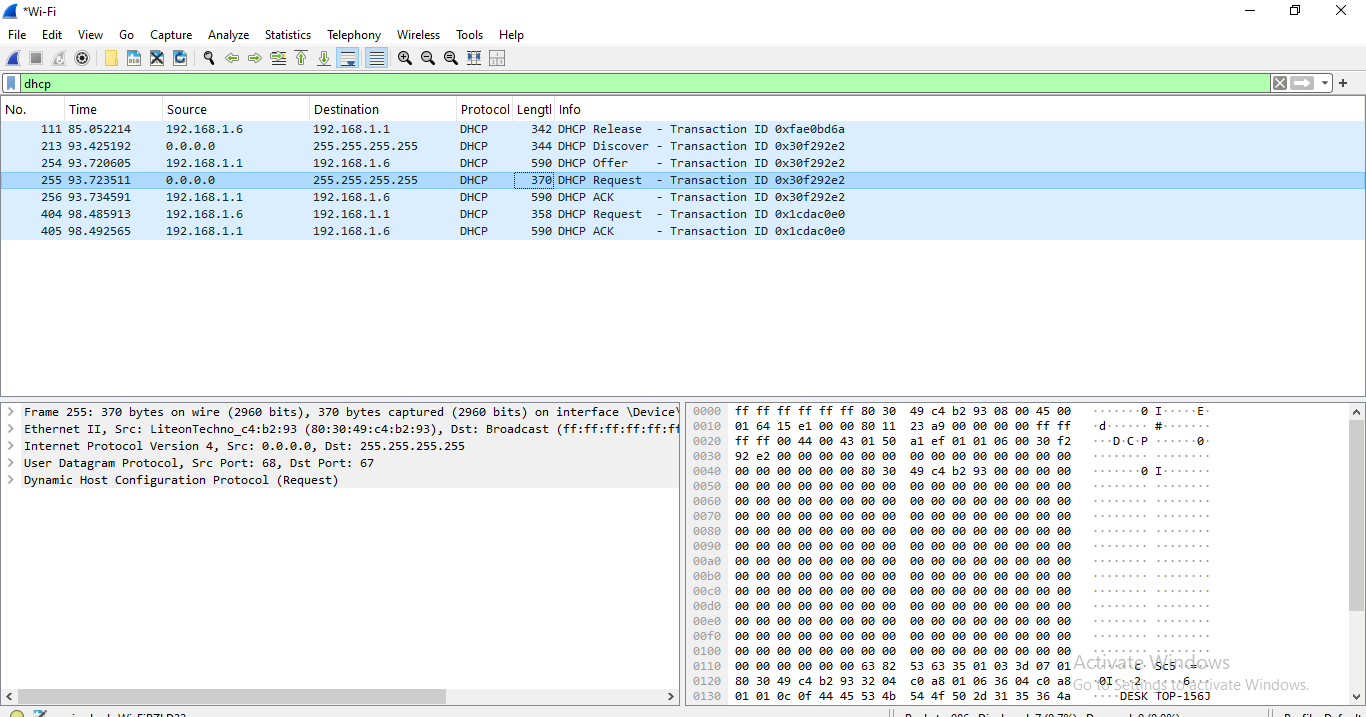 *Wi-Fi
File Edit View Go Capture Analyze Statistics Telephony Wireless Tools Help
dhcp
No. Time Source Destination Protocol Lengtl Info
111 85.052214 192.168.1.6 192.168.1.1 DHCP 342 DHCP Release - Transaction ID 0xfae0bd6a
213 93.425192 0.0.0.0 255.255.255.255 DHCP 344 DHCP Discover - Transaction ID 0x30f292e2
254 93.720605 192.168.1.1 192.168.1.6 DHCP 590 DHCP Offer - Transaction ID 0x30f292e2
255 93.723511 0.0.0.0 255.255.255.255 DHCP 370 DHCP Request - Transaction ID 0x30f292e2
256 93.734591 192.168.1.1 192.168.1.6 DHCP 590 DHCP ACK - Transaction ID 0x30f292e2
404 98.485913 192.168.1.6 192.168.1.1 DHCP 358 DHCP Request - Transaction ID 0x1cdac0e0
405 98.492565 192.168.1.1 192.168.1.6 DHCP 590 DHCP ACK - Transaction ID 0x1cdac0e0
Frame 255: 370 bytes on wire (2960 bits), 370 bytes captured (2960 bits) on interface \Device\
Ethernet II, Src: LiteonTechno_c4:b2:93 (80:30:49:c4:b2:93), Dst: Broadcast (ff:ff:ff:ff:ff:ff
Internet Protocol Version 4, Src: 0.0.0.0, Dst: 255.255.255.255
User Datagram Protocol, Src Port: 68, Dst Port: 67
Dynamic Host Configuration Protocol (Request)
0000 ff ff ff ff ff ff 80 30 49 c4 b2 93 08 00 45 00 ·······0 I·····E·
0010 01 64 15 e1 00 00 80 11 23 a9 00 00 00 00 ff ff ·d······ #·······
0020 ff ff 00 44 00 43 01 50 a1 ef 01 01 06 00 30 f2 ···D·C·P ······0·
0030 92 e2 00 00 00 00 00 00 00 00 00 00 00 00 00 00 ········ ········
0040 00 00 00 00 00 00 80 30 49 c4 b2 93 00 00 00 00 ·······0 I·······
0050 00 00 00 00 00 00 00 00 00 00 00 00 00 00 00 00 ········ ········
0060 00 00 00 00 00 00 00 00 00 00 00 00 00 00 00 00 ········ ········
0070 00 00 00 00 00 00 00 00 00 00 00 00 00 00 00 00 ········ ········
0080 00 00 00 00 00 00 00 00 00 00 00 00 00 00 00 00 ········ ········
0090 00 00 00 00 00 00 00 00 00 00 00 00 00 00 00 00 ········ ········
00a0 00 00 00 00 00 00 00 00 00 00 00 00 00 00 00 00 ········ ········
00b0 00 00 00 00 00 00 00 00 00 00 00 00 00 00 00 00 ········ ········
00c0 00 00 00 00 00 00 00 00 00 00 00 00 00 00 00 00 ········ ········
00d0 00 00 00 00 00 00 00 00 00 00 00 00 00 00 00 00 ········ ········
00e0 00 00 00 00 00 00 00 00 00 00 00 00 00 00 00 00 ········ ········
00f0 00 00 00 00 00 00 00 00 00 00 00 00 00 00 00 00 ········ ········
0100 00 00 00 00 00 00 00 00 00 00 00 00 00 00 00 00 ········ ········
0110 00 00 00 00 00 00 63 82 53 63 35 01 03 3d 07 01 ······c· Sc5··=··
0120 80 30 49 c4 b2 93 32 04 c0 a8 01 06 36 04 c0 a8 ·0I···2· ····6···
0130 01 01 0c 0f 44 45 53 4b 54 4f 50 2d 31 35 36 4a ····DESK TOP-156J
Activate Windows
Go to Settings to activate Windows.